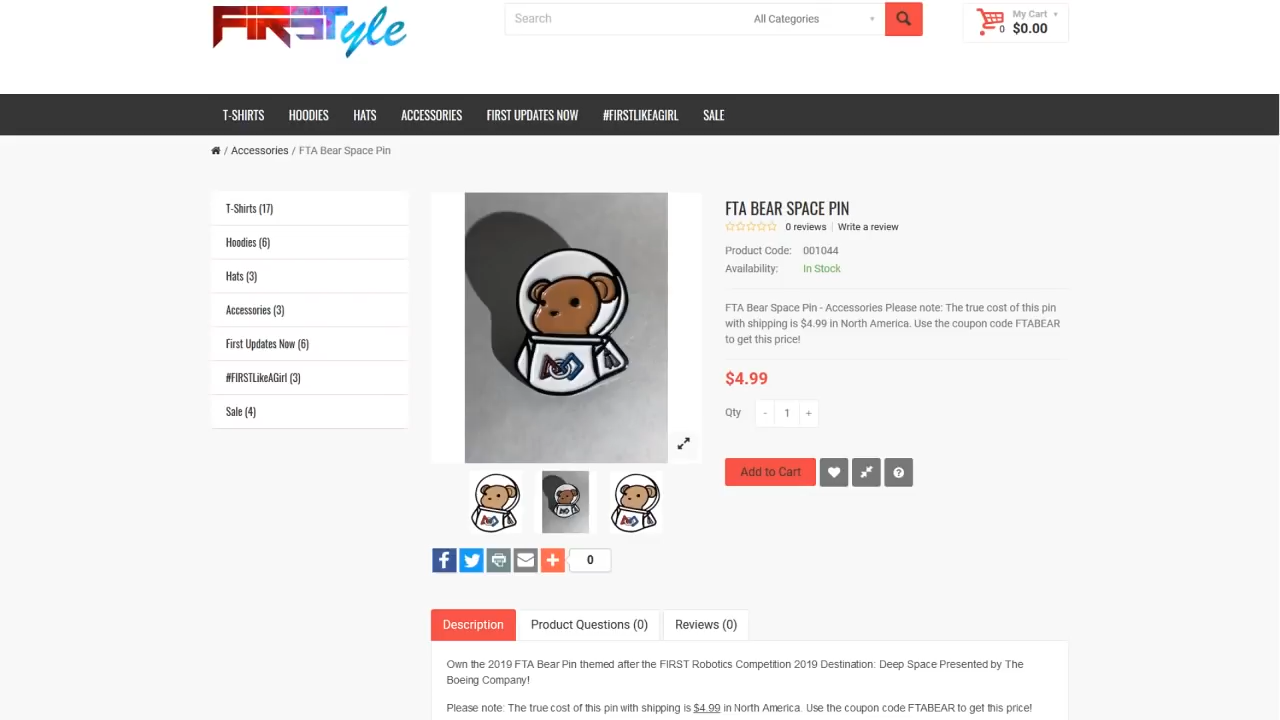 FIRSTyle
Search
All Categories
My Cart
0
$0.00
T-SHIRTS HOODIES HATS ACCESSORIES FIRST UPDATES NOW #FIRSTLIKEAGIRL SALE
/ Accessories / FTA Bear Space Pin
T-Shirts (17)
Hoodies (6)
Hats (3)
Accessories (3)
First Updates Now (6)
#FIRSTLikeAGirl (3)
Sale (4)
FTA BEAR SPACE PIN
0 reviews | Write a review
Product Code: 001044
Availability: In Stock
FTA Bear Space Pin - Accessories Please note: The true cost of this pin
with shipping is $4.99 in North America. Use the coupon code FTABEAR
to get this price!
$4.99
Qty - 1 +
Add to Cart
0
Description Product Questions (0) Reviews (0)
Own the 2019 FTA Bear Pin themed after the FIRST Robotics Competition 2019 Destination: Deep Space Presented by The
Boeing Company!
Please note: The true cost of this pin with shipping is $4.99 in North America. Use the coupon code FTABEAR to get this price!